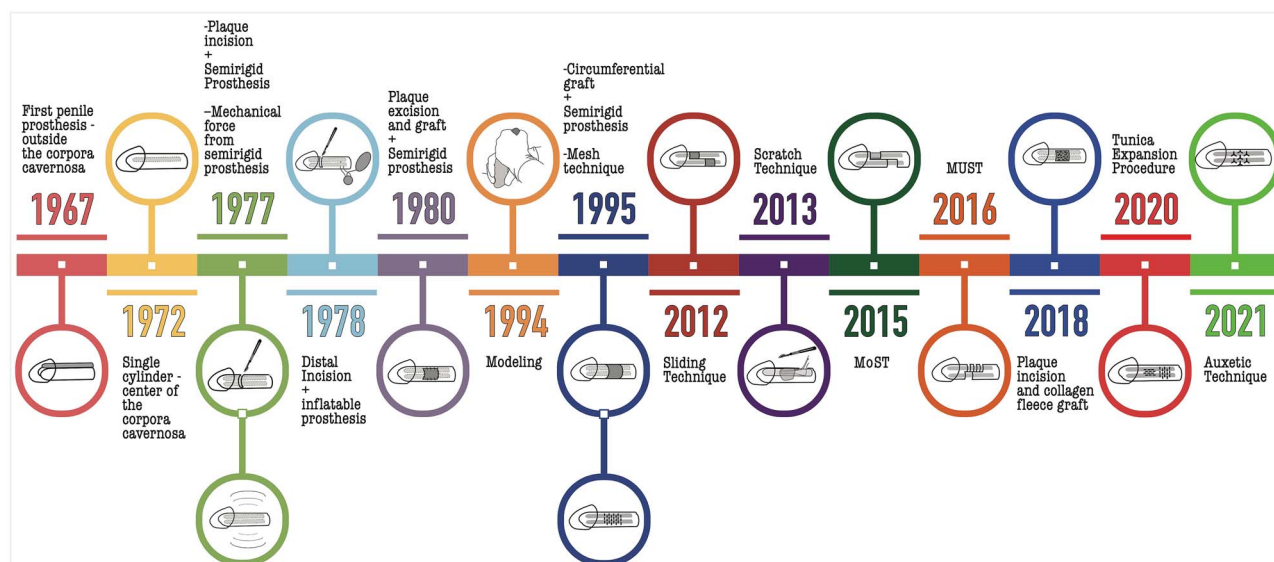 First penile
prosthesis -
outside
the corpora
cavernosa
1967
1972
Single
cylinder -
center of
the
corpora
cavernosa
-Plaque
incision
+
Semirigid
Prosthesis
–Mechanical
force
from
semirigid
prosthesis
1977
1978
Distal
Incision
+
inflatable
prosthesis
Plaque
excision
and graft
+
Semirigid
prosthesis
1980
1994
Modeling
-Circumferential
graft
+
Semirigid
prosthesis
-Mesh
technique
1995
2012
Sliding
Technique
Scratch
Technique
2013
2015
MoST
MUST
2016
2018
Plaque
incision
and collagen
fleece graft
Tunica
Expansion
Procedure
2020
2021
Auxetic
Technique